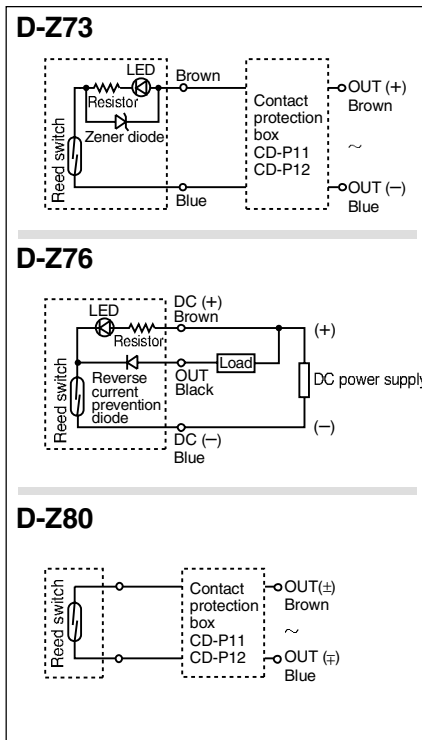 D-Z73
LED
Brown
Resistor
Zener diode
Reed switch
Blue
Contact
protection
box
CD-P11
CD-P12
OUT (+)
Brown
~
OUT (−)
Blue
D-Z76
LED
DC (+)
Brown
Resistor
Load
(+)
OUT
Black
Reverse
current
prevention
diode
Reed switch
DC power supply
(−)
DC (−)
Blue
D-Z80
Reed switch
Contact
protection
box
CD-P11
CD-P12
OUT(±)
Brown
~
OUT (∓)
Blue